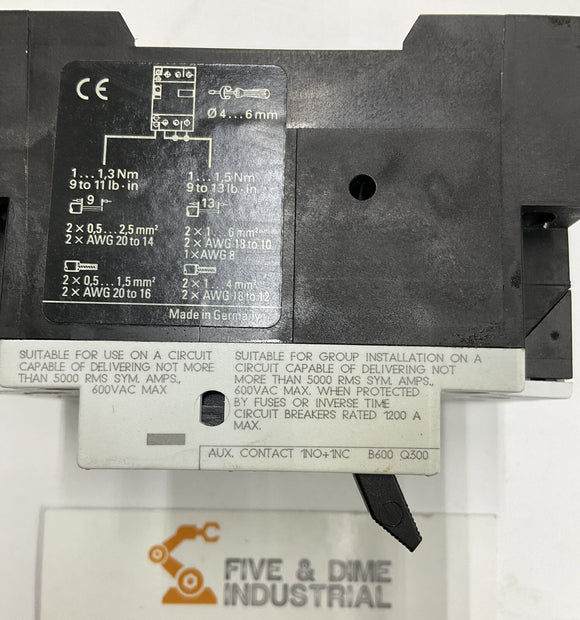 CE
Ø 4...6 mm
1...1,3 Nm
9 to 11 lb·in
9
2 × 0,5...2,5 mm²
2 × AWG 20 to 14
2 × 0,5...1,5 mm²
2 × AWG 20 to 16
1...1,5 Nm
9 to 13 lb·in
13
2 × 1...6 mm²
2 × AWG 18 to 10
1 × AWG 8
2 × 1...4 mm²
2 × AWG 18 to 12
Made in Germany
SUITABLE FOR USE ON A CIRCUIT
CAPABLE OF DELIVERING NOT MORE
THAN 5000 RMS SYM. AMPS.,
600VAC MAX
SUITABLE FOR GROUP INSTALLATION ON A
CIRCUIT CAPABLE OF DELIVERING NOT
MORE THAN 5000 RMS SYM. AMPS.,
600VAC MAX. WHEN PROTECTED
BY FUSES OR INVERSE TIME
CIRCUIT BREAKERS RATED 1200 A
MAX.
AUX. CONTACT 1NO+1NC B600 Q300
FIVE & DIME
INDUSTRIAL